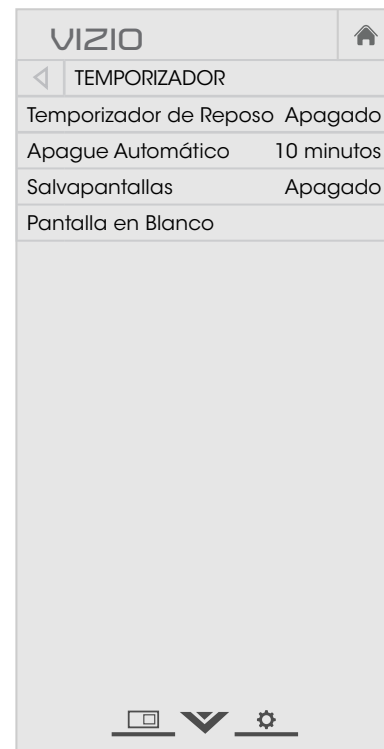 VIZIO
TEMPORIZADOR
Temporizador de Reposo Apagado
Apague Automático 10 minutos
Salvapantallas Apagado
Pantalla en Blanco